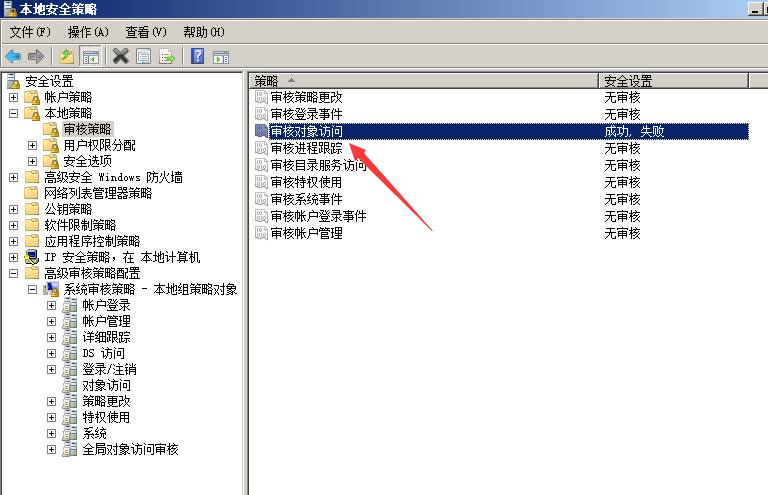 本地安全策略
文件(F) 操作(A) 查看(V) 帮助(H)
安全设置
帐户策略
本地策略
审核策略
用户权限分配
安全选项
高级安全 Windows 防火墙
网络列表管理器策略
公钥策略
软件限制策略
应用程序控制策略
IP 安全策略，在 本地计算机
高级审核策略配置
系统审核策略 - 本地组策略对象
帐户登录
帐户管理
详细跟踪
DS 访问
登录/注销
对象访问
策略更改
特权使用
系统
全局对象访问审核
策略 安全设置
审核策略更改 无审核
审核登录事件 无审核
审核对象访问 成功, 失败
审核进程跟踪 无审核
审核目录服务访问 无审核
审核特权使用 无审核
审核系统事件 无审核
审核帐户登录事件 无审核
审核帐户管理 无审核